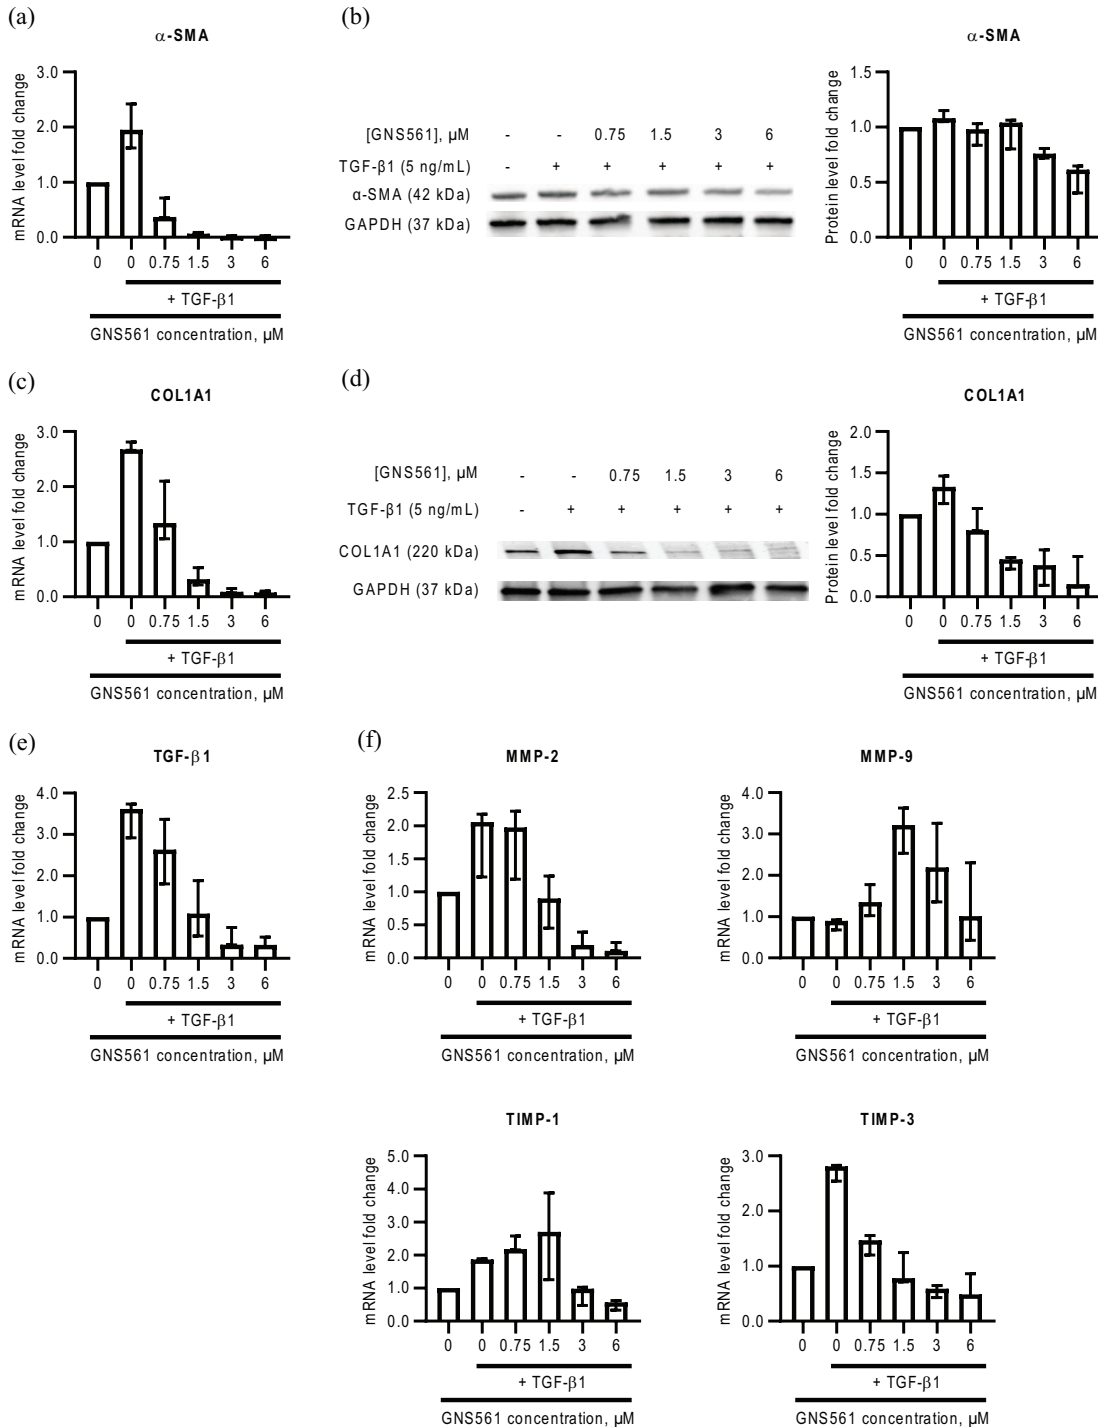 (a)
α-SMA
mRNA level fold change
3.0
2.0
1.0
0.0
0 0 0.75 1.5 3 6
+ TGF-β1
GNS561 concentration, µM
(b)
[GNS561], µM - - 0.75 1.5 3 6
TGF-β1 (5 ng/mL) - + + + + +
α-SMA (42 kDa)
GAPDH (37 kDa)
α-SMA
Protein level fold change
1.5
1.0
0.5
0.0
0 0 0.75 1.5 3 6
+ TGF-β1
GNS561 concentration, µM
(c)
COL1A1
mRNA level fold change
3.0
2.0
1.0
0.0
0 0 0.75 1.5 3 6
+ TGF-β1
GNS561 concentration, µM
(d)
[GNS561], µM - - 0.75 1.5 3 6
TGF-β1 (5 ng/mL) - + + + + +
COL1A1 (220 kDa)
GAPDH (37 kDa)
COL1A1
Protein level fold change
2.0
1.5
1.0
0.5
0.0
0 0 0.75 1.5 3 6
+ TGF-β1
GNS561 concentration, µM
(e)
TGF-β1
mRNA level fold change
4.0
3.0
2.0
1.0
0.0
0 0 0.75 1.5 3 6
+ TGF-β1
GNS561 concentration, µM
(f)
MMP-2
mRNA level fold change
2.5
2.0
1.5
1.0
0.5
0.0
0 0 0.75 1.5 3 6
+ TGF-β1
GNS561 concentration, µM
MMP-9
mRNA level fold change
4.0
3.0
2.0
1.0
0.0
0 0 0.75 1.5 3 6
+ TGF-β1
GNS561 concentration, µM
TIMP-1
mRNA level fold change
5.0
4.0
3.0
2.0
1.0
0.0
0 0 0.75 1.5 3 6
+ TGF-β1
GNS561 concentration, µM
TIMP-3
mRNA level fold change
3.0
2.0
1.0
0.0
0 0 0.75 1.5 3 6
+ TGF-β1
GNS561 concentration, µM